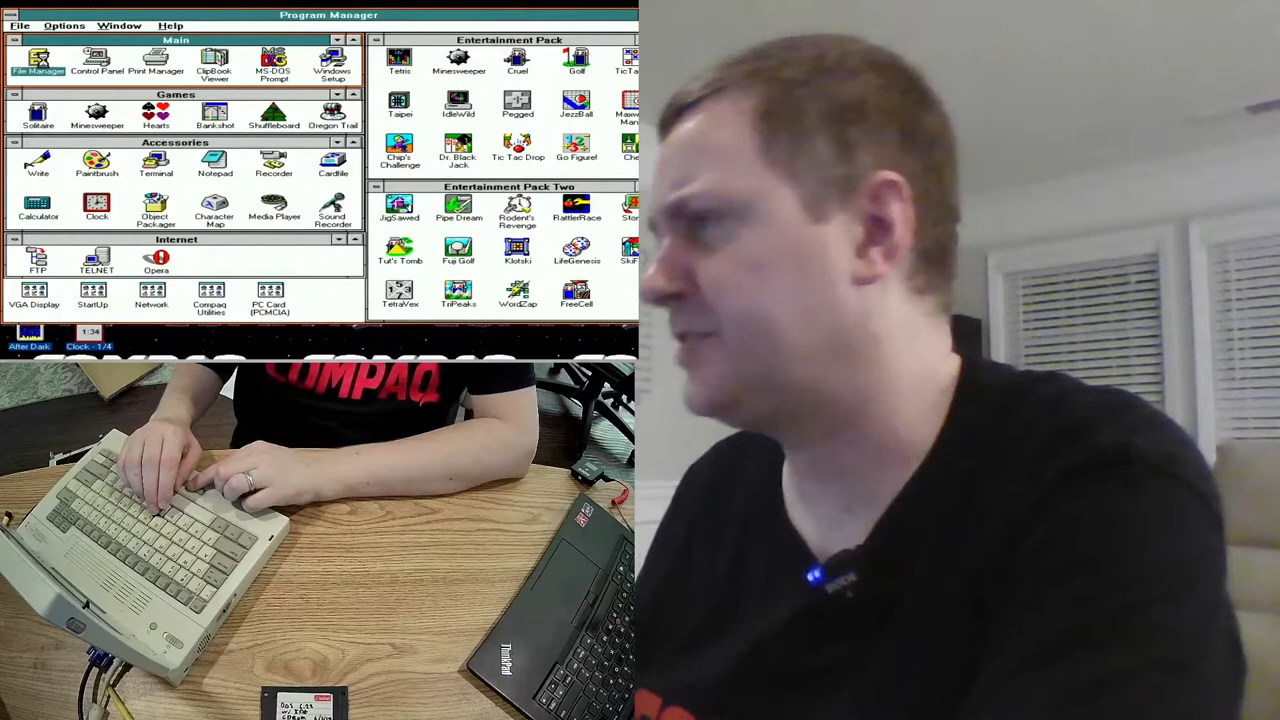 Program Manager
File Options Window Help
Main
File Manager Control Panel Print Manager ClipBook Viewer MS-DOS Prompt Windows Setup
Games
Solitaire Minesweeper Hearts Bankshot Shuffleboard Oregon Trail
Accessories
Write Paintbrush Terminal Notepad Recorder Cardfile
Calculator Clock Object Packager Character Map Media Player Sound Recorder
Internet
FTP TELNET Opera
VGA Display StartUp Network Compaq Utilities PC Card (PCMCIA)
Entertainment Pack
Tetris Minesweeper Cruel Golf
Taipei IdleWild Pegged JezzBall
Chip's Challenge Dr. Black Jack Tic Tac Drop Go Figure!
Entertainment Pack Two
JigSawed Pipe Dream Rodent's Revenge RattlerRace
Tut's Tomb Fuji Golf Klotski LifeGenesis
TetraVex TriPeaks WordZap FreeCell
1:34
After Dark Clock - 1/4
COMPAQ
ThinkPad
DOS 6.22